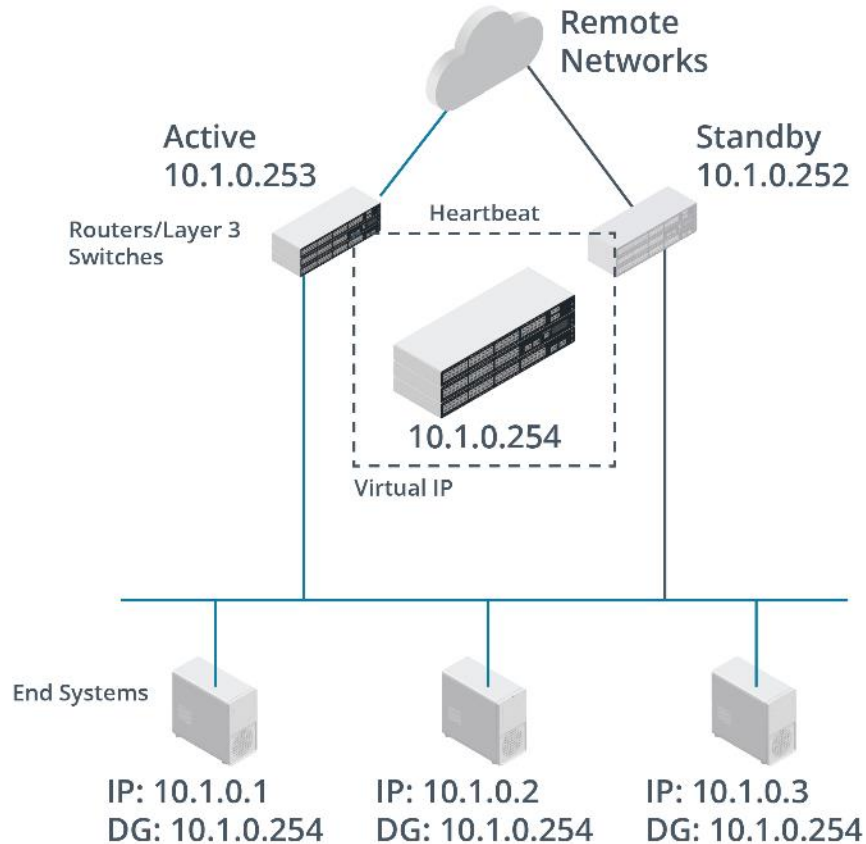 Remote
Networks
Active
10.1.0.253
Standby
10.1.0.252
Routers/Layer 3
Switches
Heartbeat
10.1.0.254
Virtual IP
End Systems
IP: 10.1.0.1
DG: 10.1.0.254
IP: 10.1.0.2
DG: 10.1.0.254
IP: 10.1.0.3
DG: 10.1.0.254